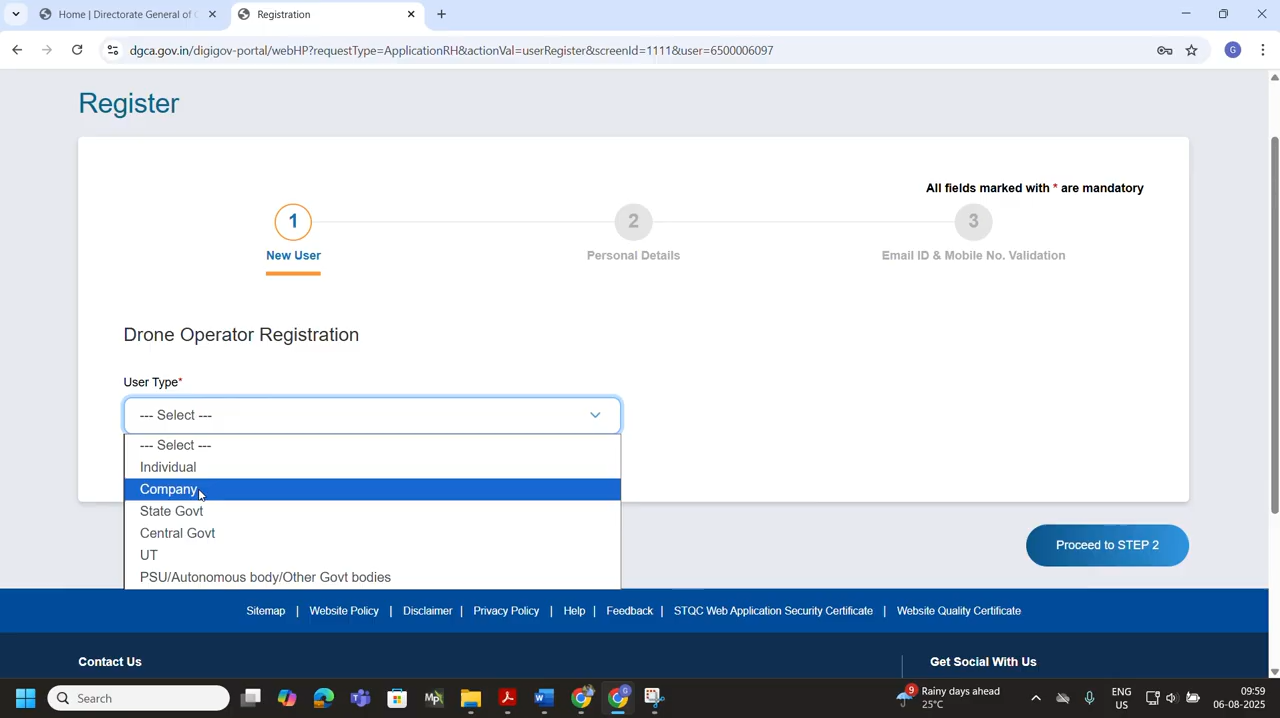 Home | Directorate General of C
Registration
dgca.gov.in/digigov-portal/webHP?requestType=ApplicationRH&actionVal=userRegister&screenId=1111&user=6500006097
G
Register
All fields marked with * are mandatory
1
2
3
New User
Personal Details
Email ID & Mobile No. Validation
Drone Operator Registration
User Type*
--- Select ---
--- Select ---
Individual
Company
State Govt
Central Govt
UT
PSU/Autonomous body/Other Govt bodies
Proceed to STEP 2
Sitemap | Website Policy | Disclaimer | Privacy Policy | Help | Feedback | STQC Web Application Security Certificate | Website Quality Certificate
Contact Us
Get Social With Us
Search
9
Rainy days ahead
25°C
ENG
US
09:59
06-08-2025